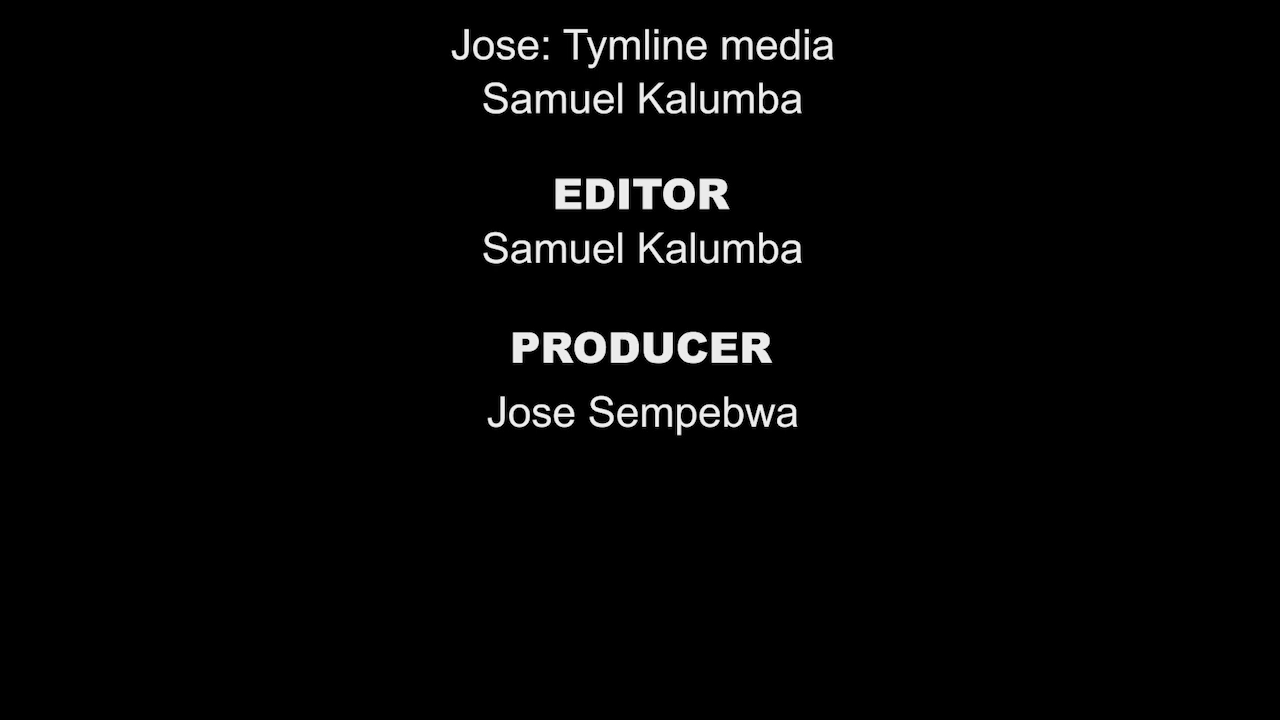 Jose: Tymline media
Samuel Kalumba
EDITOR
Samuel Kalumba
PRODUCER
Jose Sempebwa